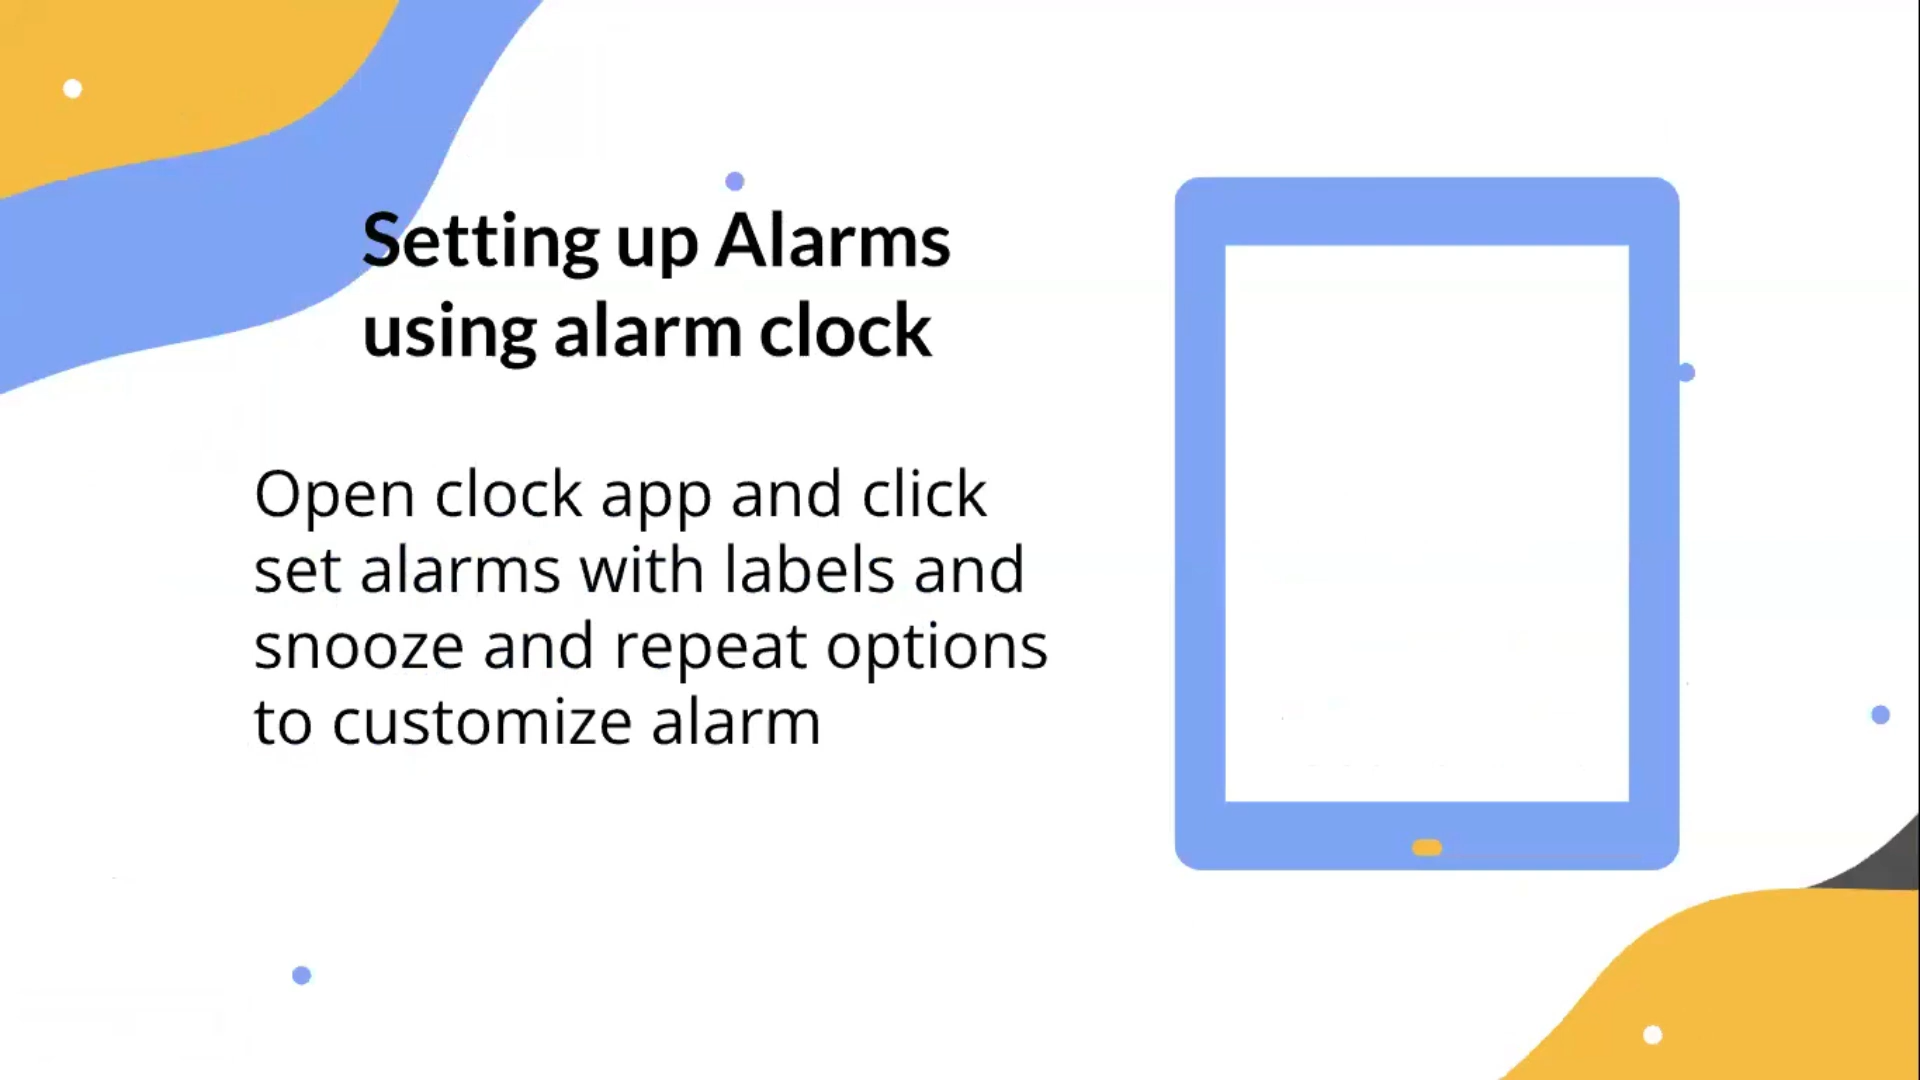 Setting up Alarms
using alarm clock
Open clock app and click
set alarms with labels and
snooze and repeat options
to customize alarm